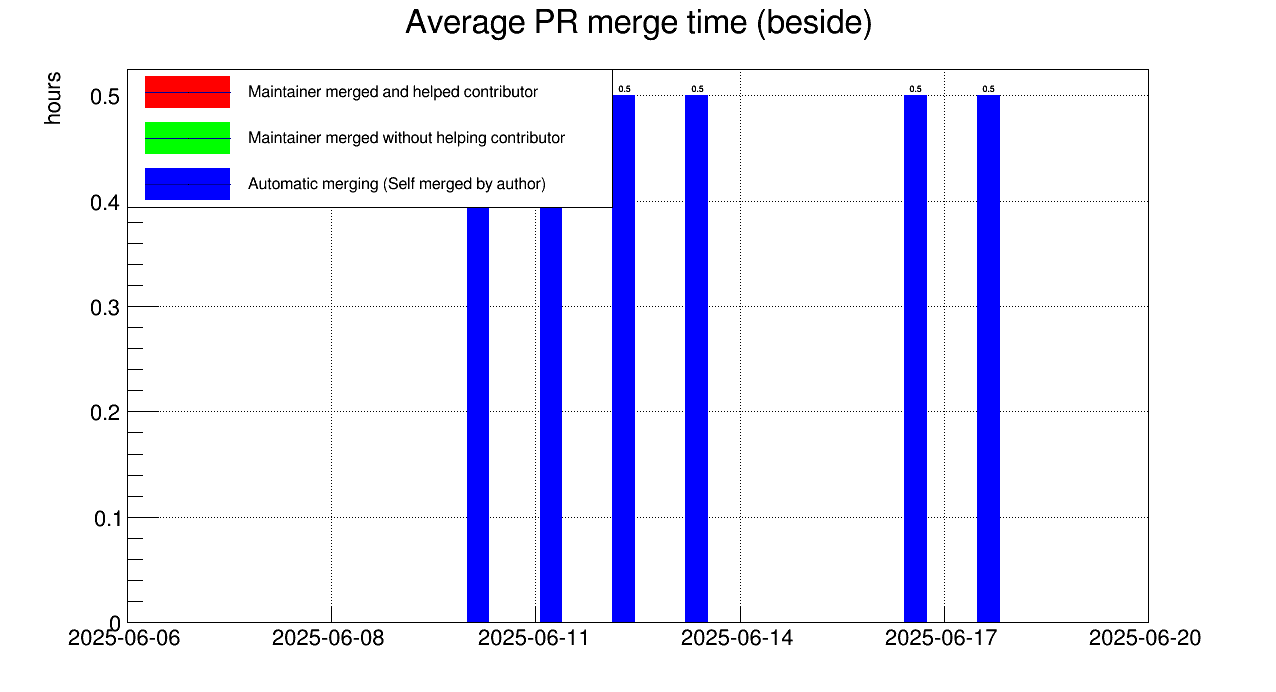 Average PR merge time (beside)
hours
Maintainer merged and helped contributor
Maintainer merged without helping contributor
Automatic merging (Self merged by author)
0.5 0.5 0.5 0.5
0.5
0.4
0.3
0.2
0.1
0
2025-06-06 2025-06-08 2025-06-11 2025-06-14 2025-06-17 2025-06-20